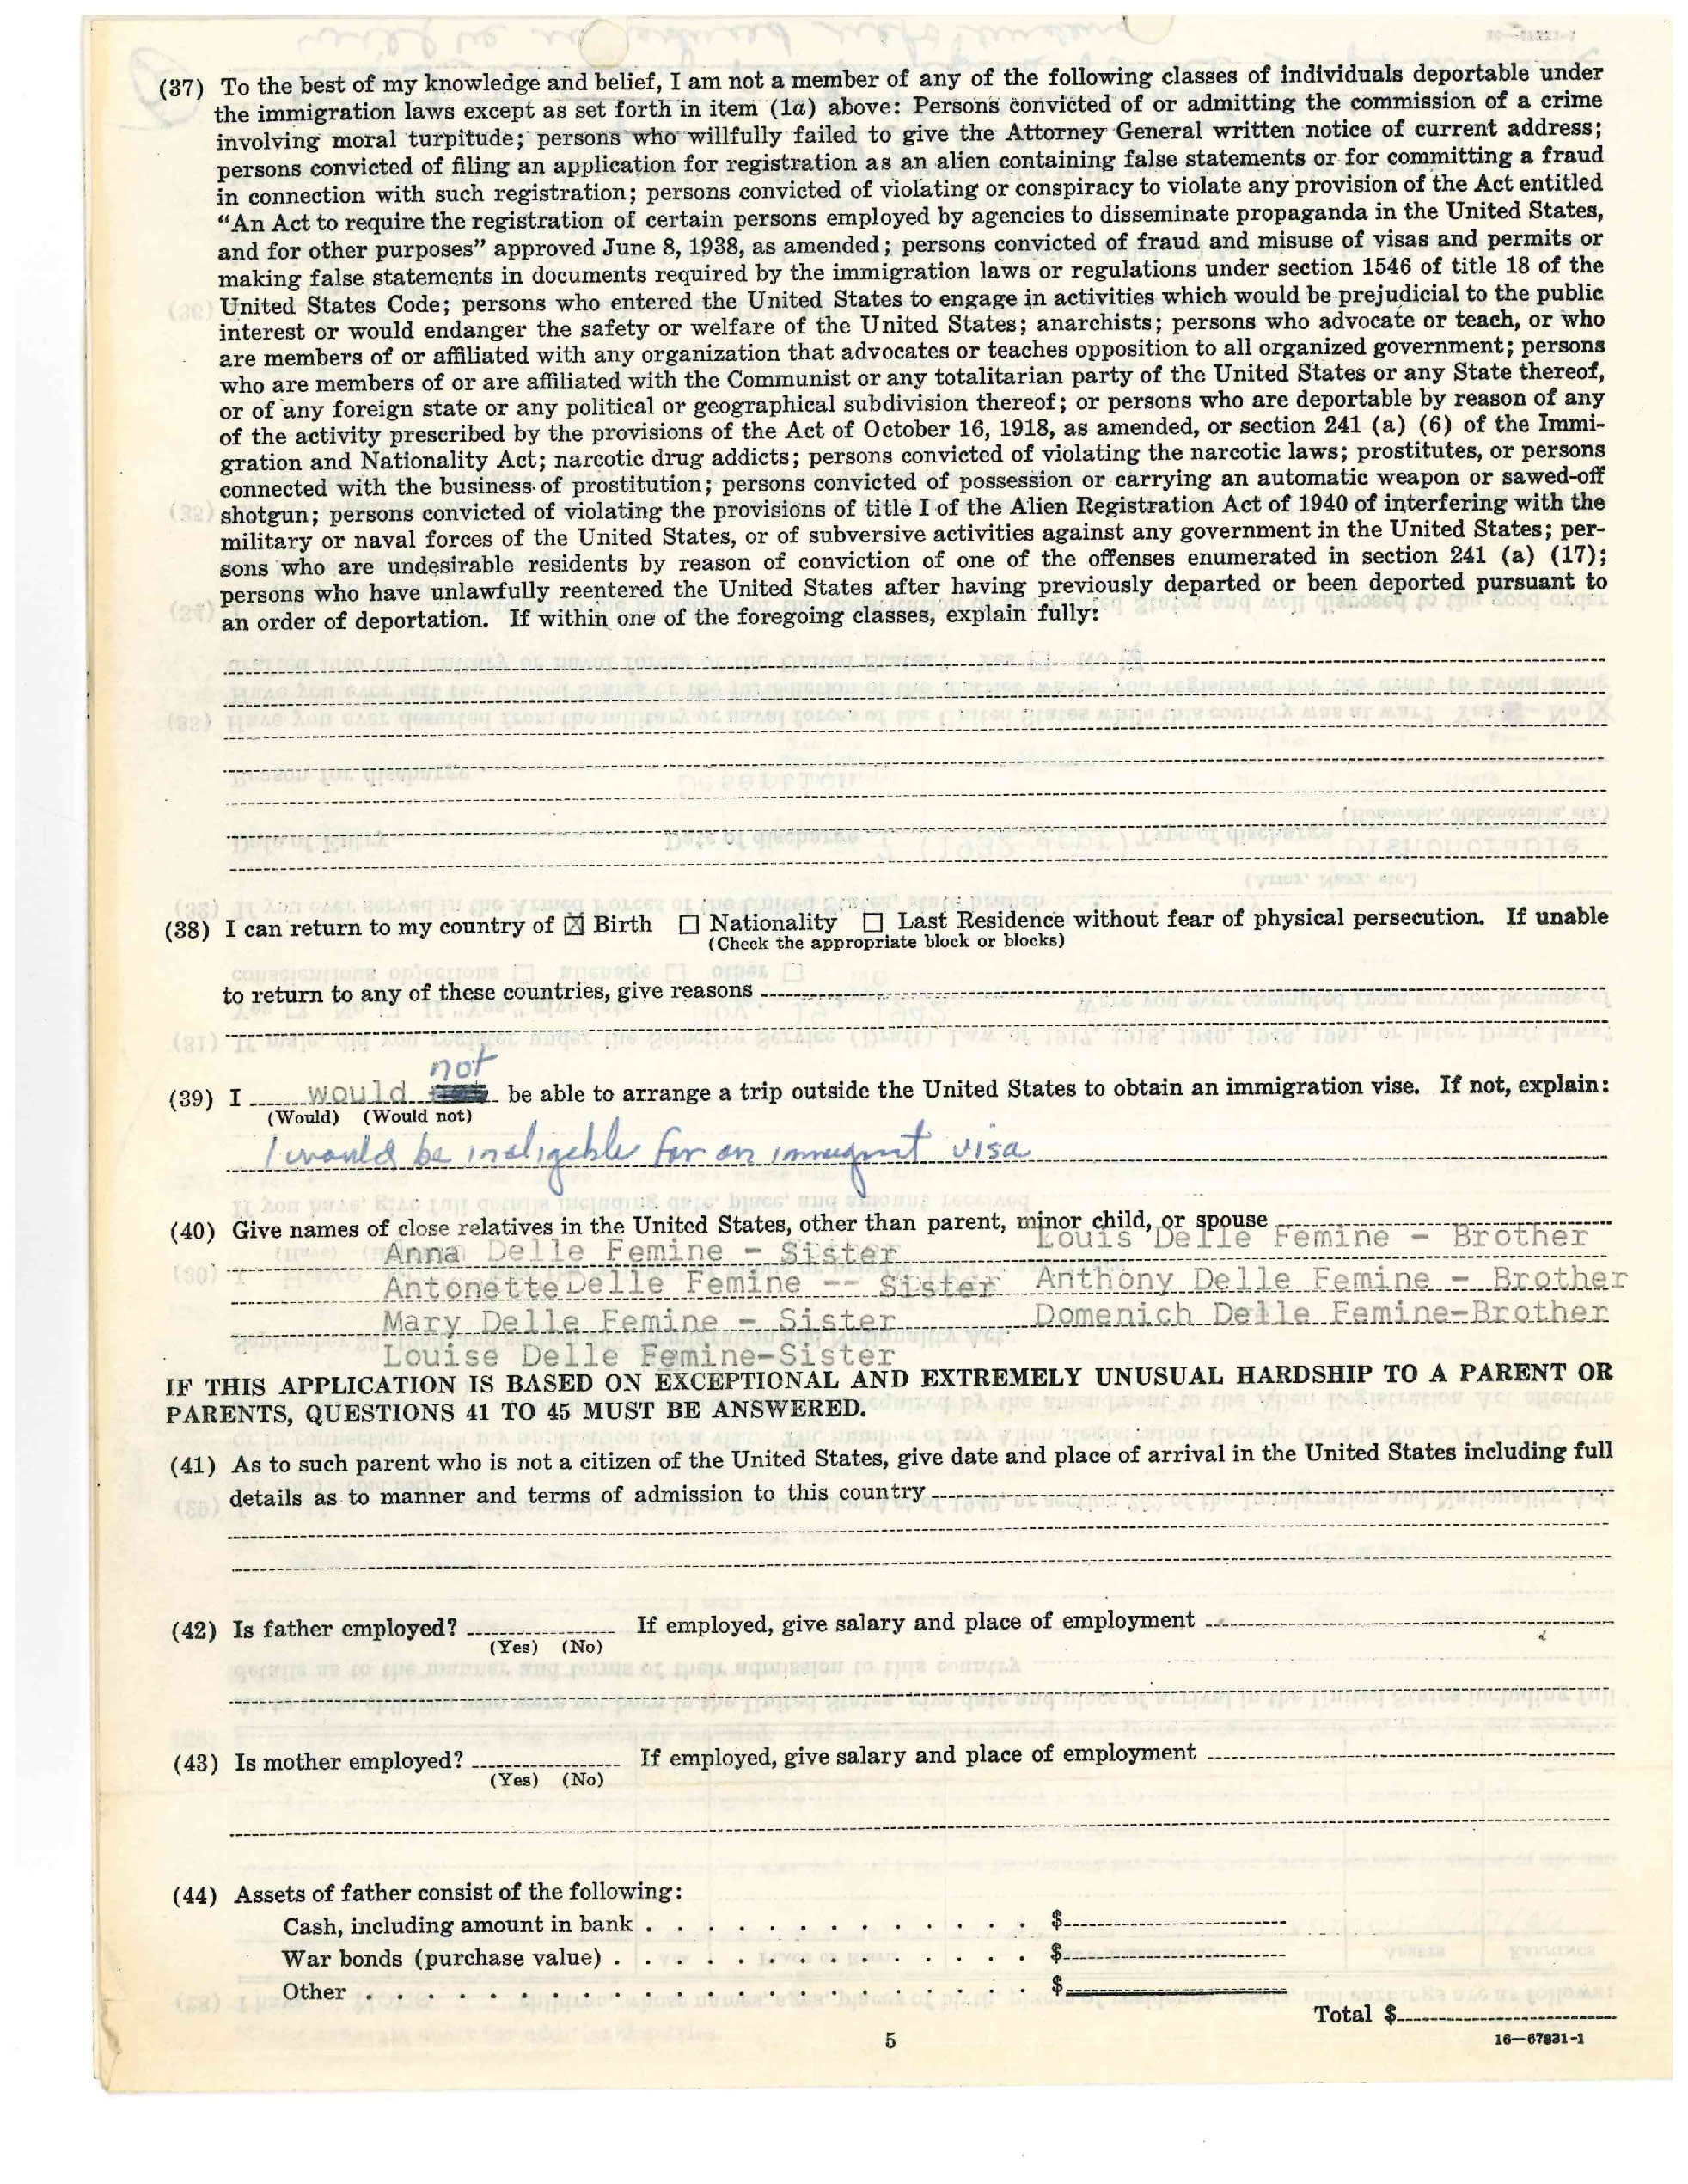 (37) To the best of my knowledge and belief, I am not a member of any of the following classes of individuals deportable under
the immigration laws except as set forth in item (1a) above: Persons convicted of or admitting the commission of a crime
involving moral turpitude; persons who willfully failed to give the Attorney General written notice of current address;
persons convicted of filing an application for registration as an alien containing false statements or for committing a fraud
in connection with such registration; persons convicted of violating or conspiracy to violate any provision of the Act entitled
“An Act to require the registration of certain persons employed by agencies to disseminate propaganda in the United States,
and for other purposes” approved June 8, 1938, as amended; persons convicted of fraud and misuse of visas and permits or
making false statements in documents required by the immigration laws or regulations under section 1546 of title 18 of the
United States Code; persons who entered the United States to engage in activities which would be prejudicial to the public
interest or would endanger the safety or welfare of the United States; anarchists; persons who advocate or teach, or who
are members of or affiliated with any organization that advocates or teaches opposition to all organized government; persons
who are members of or are affiliated with the Communist or any totalitarian party of the United States or any State thereof,
or of any foreign state or any political or geographical subdivision thereof; or persons who are deportable by reason of any
of the activity prescribed by the provisions of the Act of October 16, 1918, as amended, or section 241 (a) (6) of the Immi-
gration and Nationality Act; narcotic drug addicts; persons convicted of violating the narcotic laws; prostitutes, or persons
connected with the business of prostitution; persons convicted of possession or carrying an automatic weapon or sawed-off
shotgun; persons convicted of violating the provisions of title I of the Alien Registration Act of 1940 of interfering with the
military or naval forces of the United States, or of subversive activities against any government in the United States; per-
sons who are undesirable residents by reason of conviction of one of the offenses enumerated in section 241 (a) (17);
persons who have unlawfully reentered the United States after having previously departed or been deported pursuant to
an order of deportation. If within one of the foregoing classes, explain fully:
(38) I can return to my country of ☒ Birth ☐ Nationality ☐ Last Residence without fear of physical persecution. If unable
(Check the appropriate block or blocks)
to return to any of these countries, give reasons
not
(39) I would be able to arrange a trip outside the United States to obtain an immigration vise. If not, explain:
(Would) (Would not)
I would be ineligeble for an immigrnt visa
(40) Give names of close relatives in the United States, other than parent, minor child, or spouse
Anna Delle Femine - Sister Louis Delle Femine - Brother
Antonette Delle Femine -- Sister Anthony Delle Femine - Brother
Mary Delle Femine - Sister Domenich Delle Femine-Brother
Louise Delle Femine-Sister
IF THIS APPLICATION IS BASED ON EXCEPTIONAL AND EXTREMELY UNUSUAL HARDSHIP TO A PARENT OR
PARENTS, QUESTIONS 41 TO 45 MUST BE ANSWERED.
(41) As to such parent who is not a citizen of the United States, give date and place of arrival in the United States including full
details as to manner and terms of admission to this country
(42) Is father employed? If employed, give salary and place of employment
(Yes) (No)
(43) Is mother employed? If employed, give salary and place of employment
(Yes) (No)
(44) Assets of father consist of the following:
Cash, including amount in bank . . . . . . . . . . . . . $
War bonds (purchase value) . . . . . . . . . . . . . . $
Other . . . . . . . . . . . . . . . . . . . . . . $
Total $
5
16—67831-1